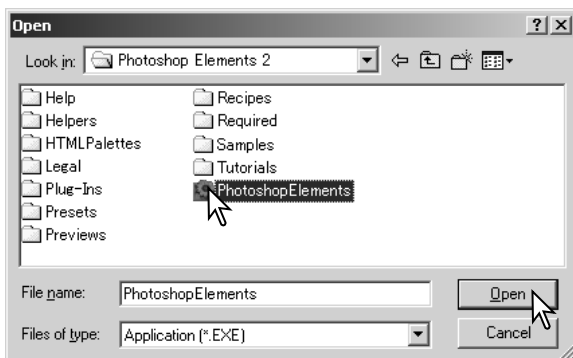 Open
Look in: Photoshop Elements 2
Help Recipes
Helpers Required
HTMLPalettes Samples
Legal Tutorials
Plug-Ins PhotoshopElements
Presets
Previews
File name: PhotoshopElements Open
Files of type: Application (*.EXE) Cancel